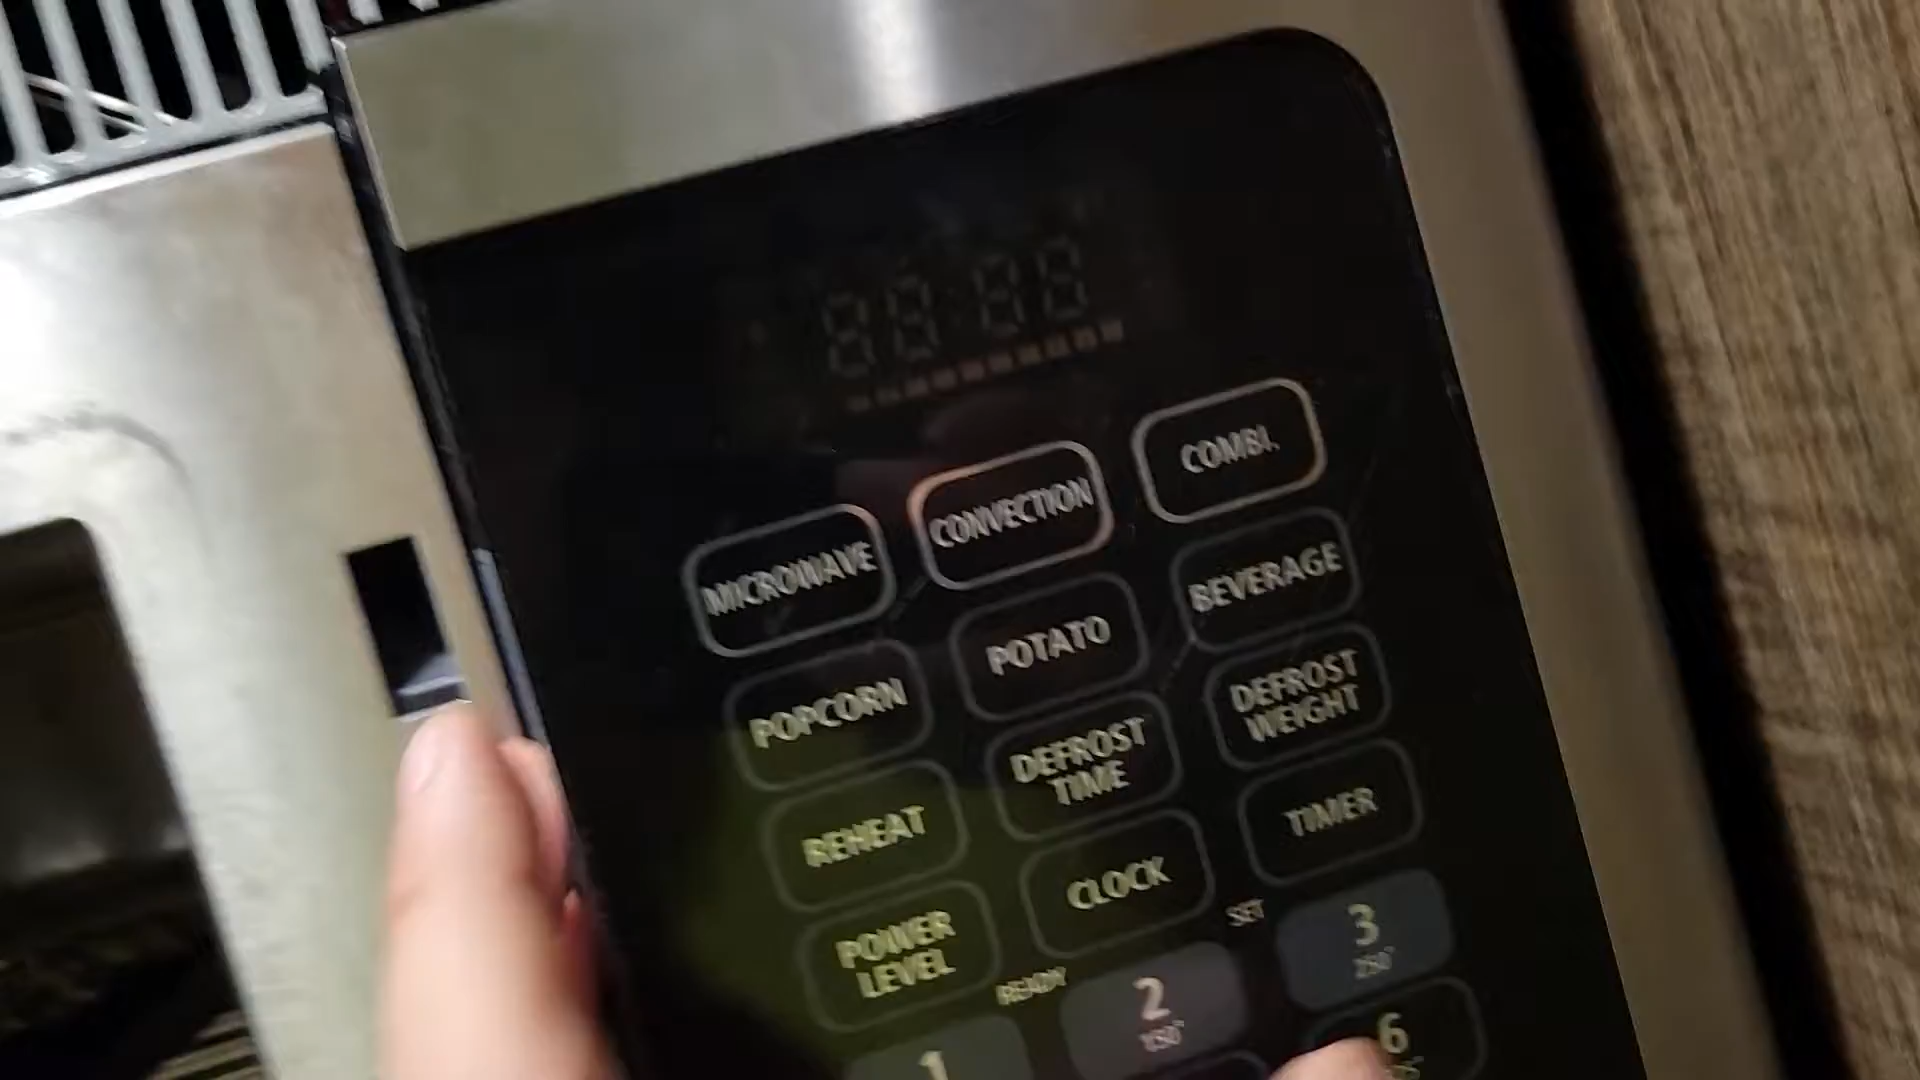 MICROWAVE
CONVECTION
COMBI.
POPCORN
POTATO
BEVERAGE
REHEAT
DEFROST
TIME
DEFROST
WEIGHT
POWER
LEVEL
CLOCK
TIMER
READY
SET
1
2
3
6